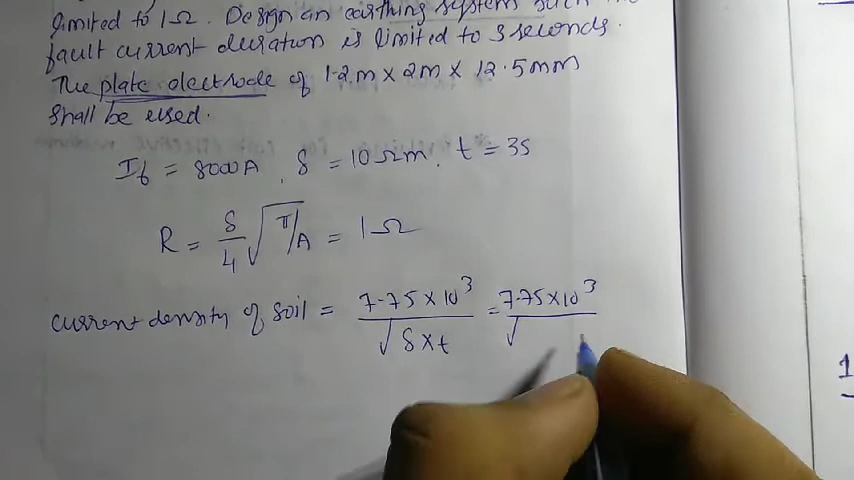 limited to 1Ω. Design an earthing system such
fault current duration is limited to 3 seconds.
The plate electrode of 1.2m × 2m × 12.5mm
shall be used.
If = 8000A, δ = 10Ωm, t = 3S
R = δ/4 √π/A = 1Ω
current density of soil = 7.75×10³/√δ×t = 7.75×10³/√
1